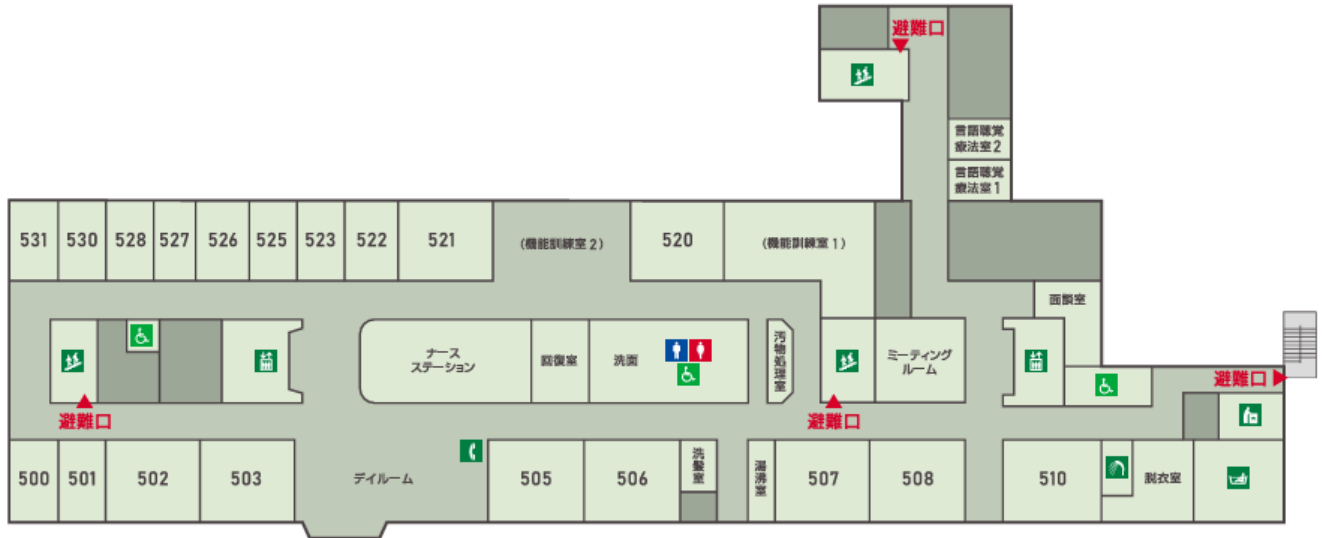 避難口
言語聴覚
療法室2
言語聴覚
療法室1
531
530
528
527
526
525
523
522
521
(機能訓練室2)
520
(機能訓練室1)
面談室
ナース
ステーション
回復室
洗面
汚物処理室
ミーティング
ルーム
避難口
避難口
避難口
500
501
502
503
デイルーム
505
506
洗髪室
湯沸室
507
508
510
脱衣室